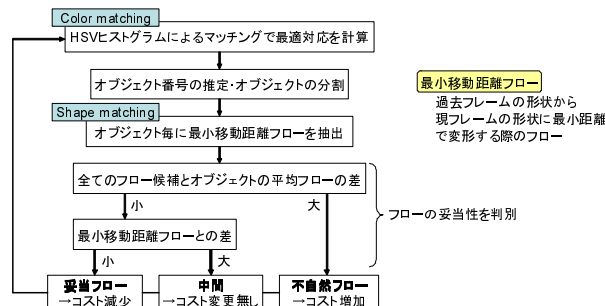 Color matching
HSVヒストグラムによるマッチングで最適対応を計算
オブジェクト番号の推定・オブジェクトの分割
Shape matching
オブジェクト毎に最小移動距離フローを抽出
最小移動距離フロー
過去フレームの形状から
現フレームの形状に最小距離
で変形する際のフロー
全てのフロー候補とオブジェクトの平均フローの差
小
大
最小移動距離フローとの差
フローの妥当性を判別
小
大
妥当フロー
→コスト減少
中間
→コスト変更無し
不自然フロー
→コスト増加